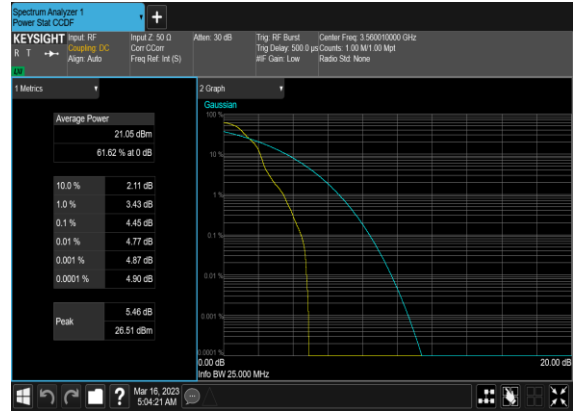 Spectrum Analyzer 1
Power Stat CCDF
KEYSIGHT
R T
LM
Input: RF
Coupling: DC
Align: Auto
Input Z: 50 Ω
Corr CCorr
Freq Ref: Int (S)
Atten: 30 dB
Trig: RF Burst
Trig Delay: 500.0 µs
#IF Gain: Low
Center Freq: 3.560010000 GHz
Counts: 1.00 M/1.00 Mpt
Radio Std: None
1 Metrics
Average Power
21.05 dBm
61.62 % at 0 dB
10.0 % 2.11 dB
1.0 % 3.43 dB
0.1 % 4.45 dB
0.01 % 4.77 dB
0.001 % 4.87 dB
0.0001 % 4.90 dB
Peak
5.46 dB
26.51 dBm
2 Graph
Gaussian
100 %
10 %
1 %
0.1 %
0.01 %
0.001 %
0.0001 %
0.00 dB 20.00 dB
Info BW 25.000 MHz
?
Mar 16, 2023
5:04:21 AM